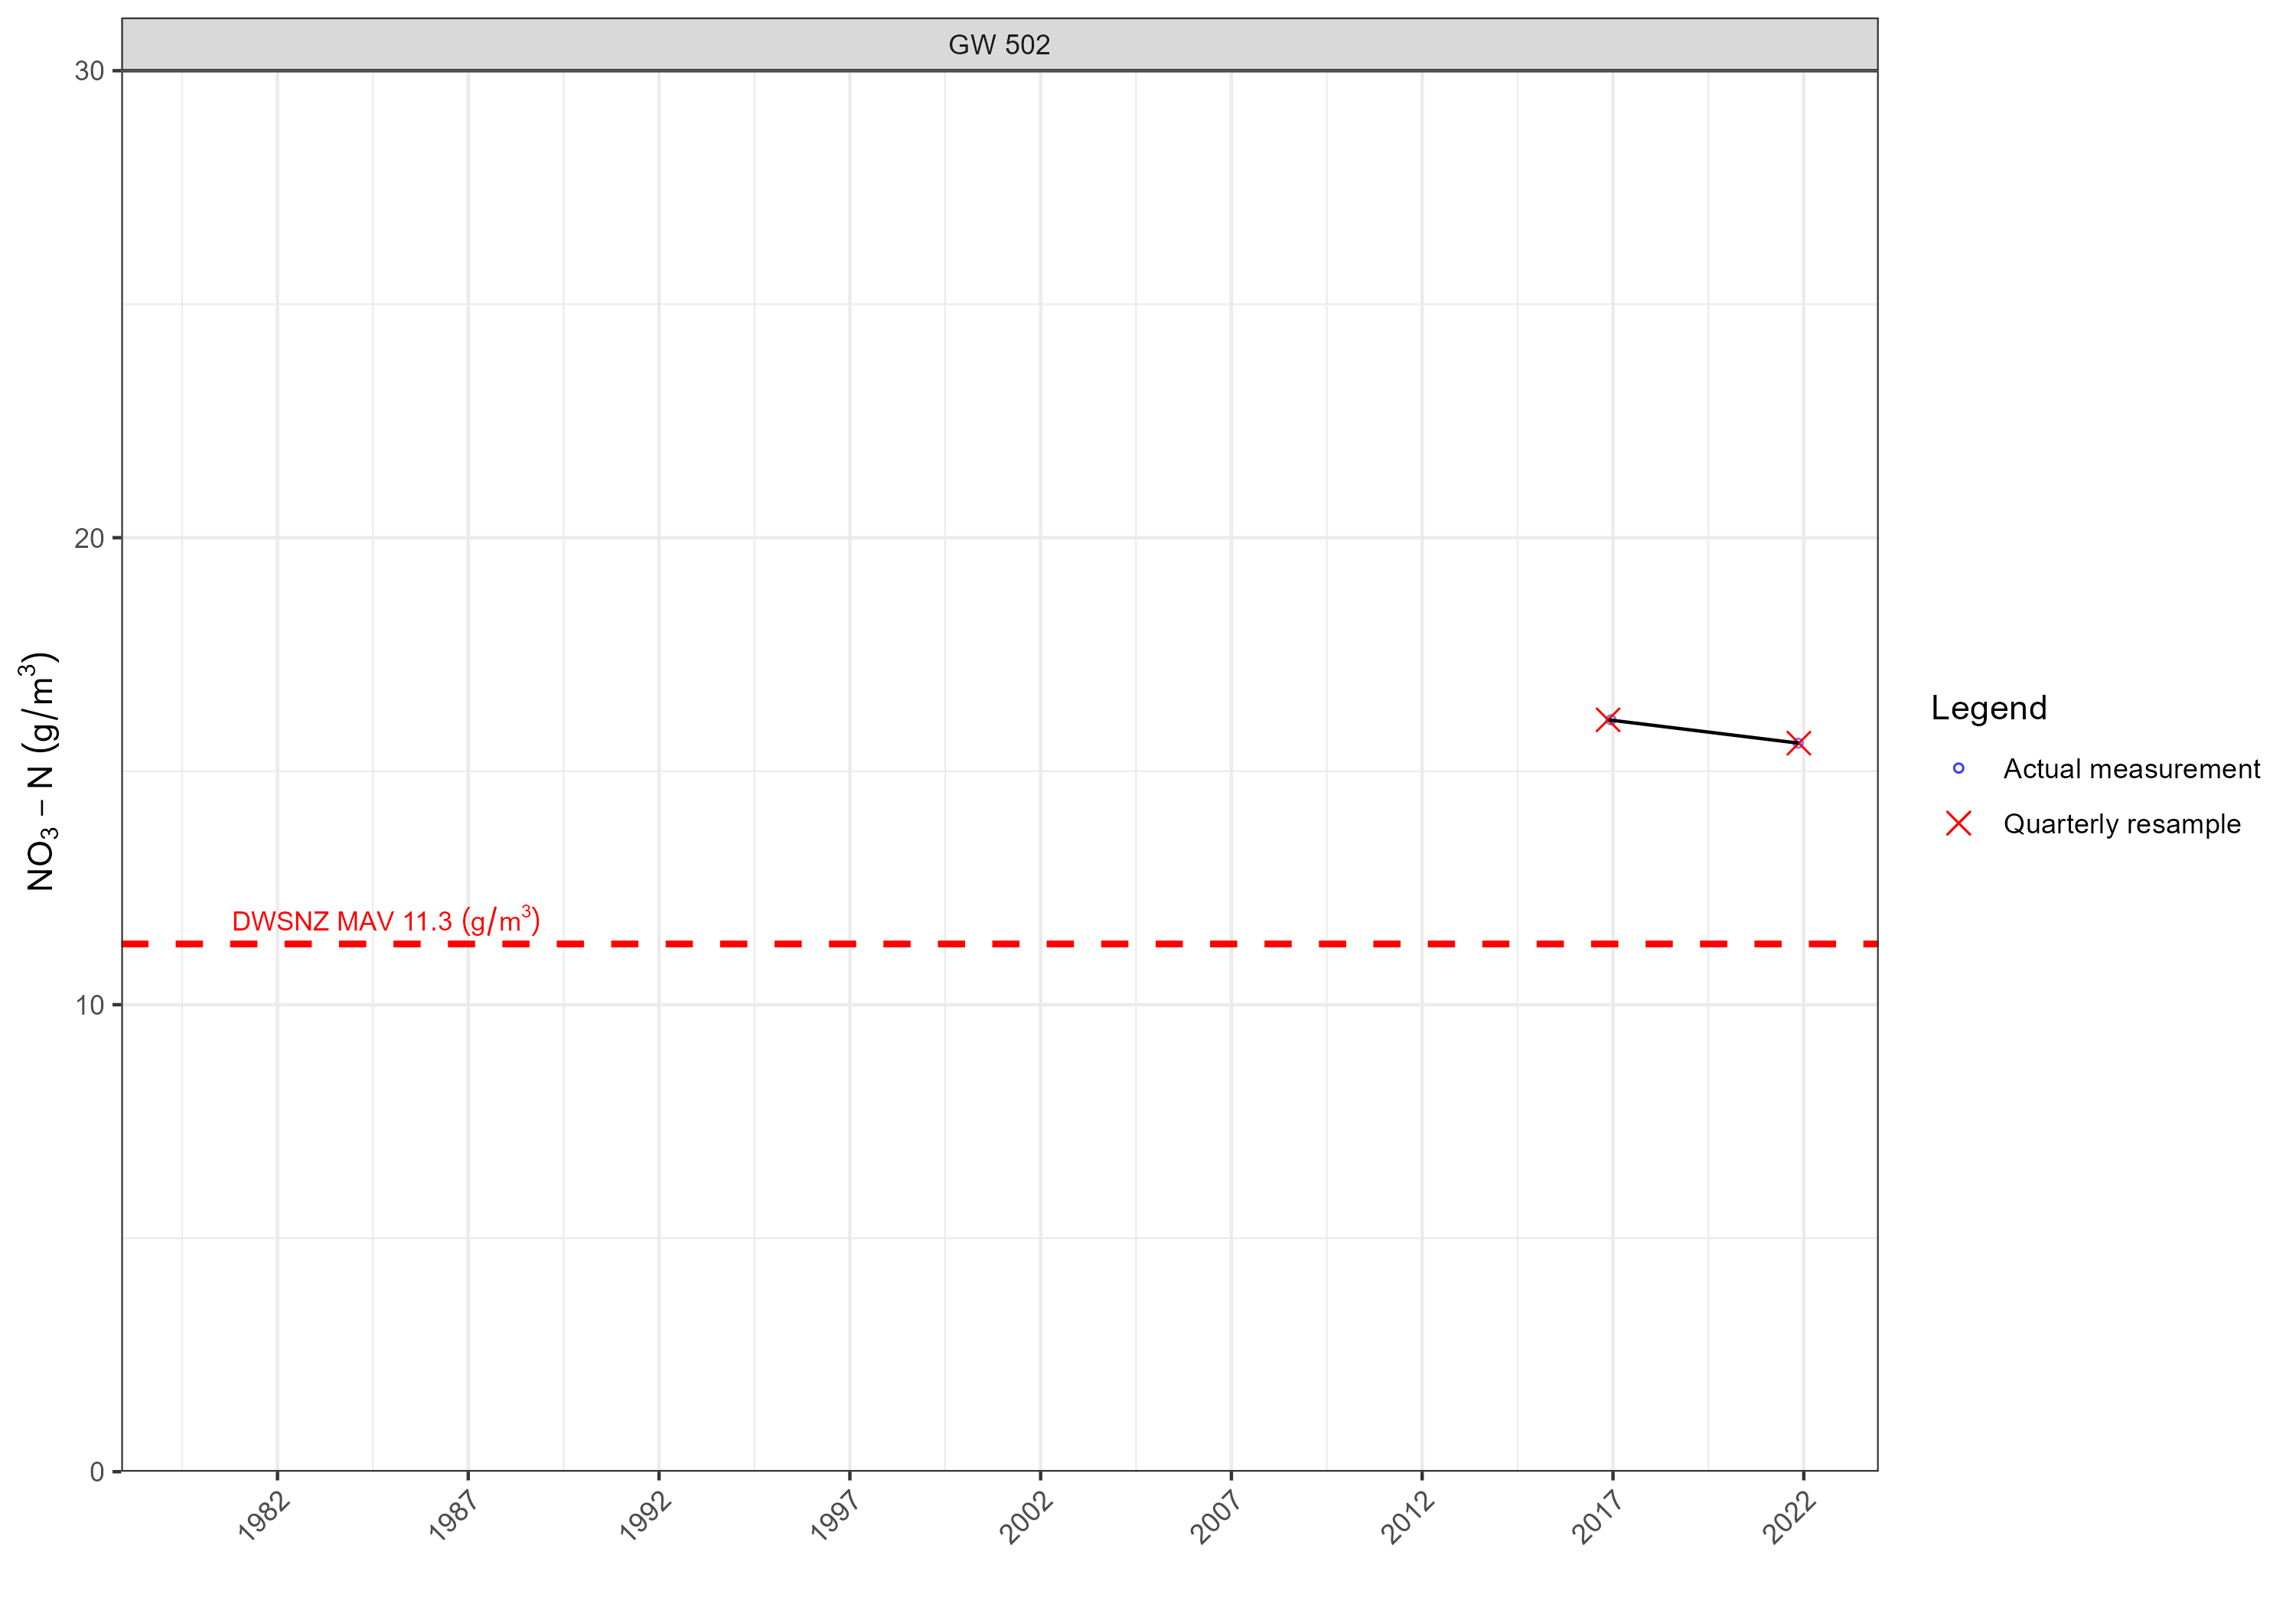 GW 502
30
20
10
0
NO₃ – N (g/m³)
DWSNZ MAV 11.3 (g/m³)
1982
1987
1992
1997
2002
2007
2012
2017
2022
Legend
Actual measurement
Quarterly resample